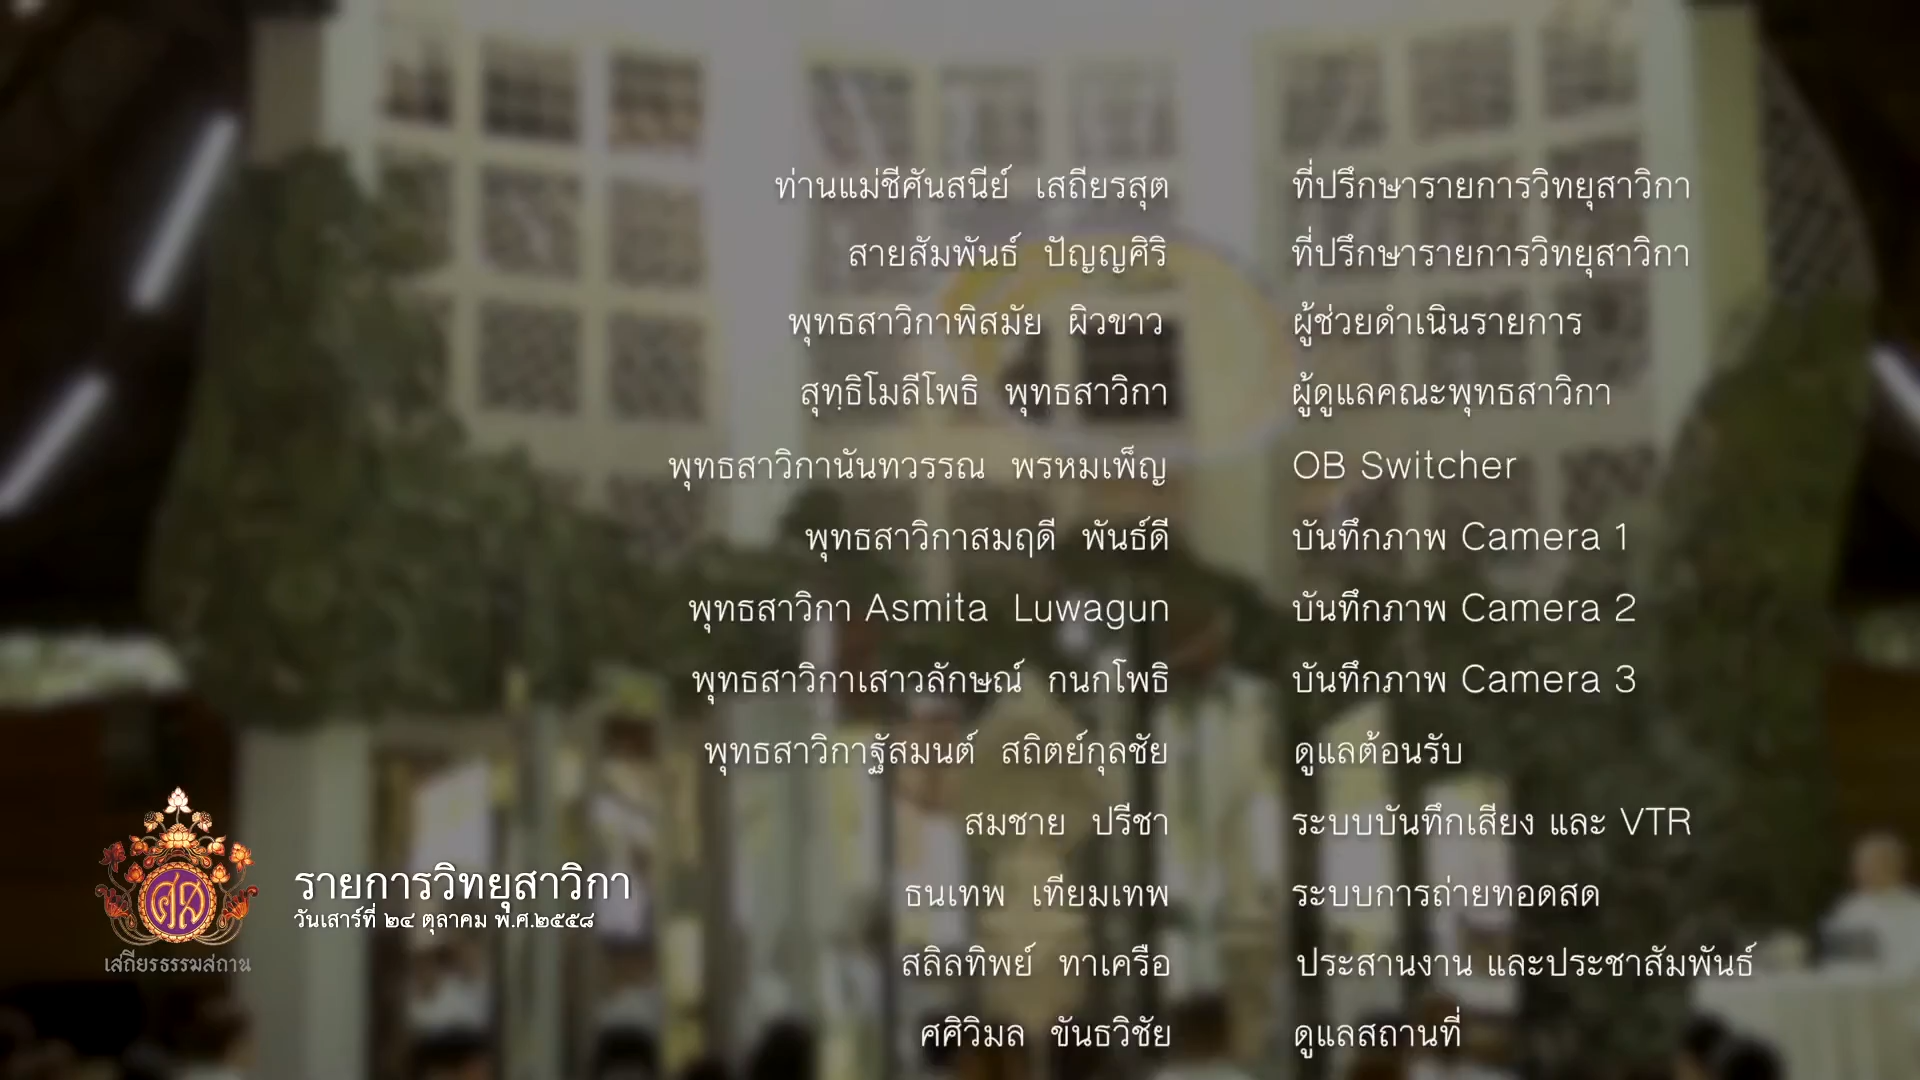 ท่านแม่ชีศันสนีย์ เสถียรสุต ที่ปรึกษารายการวิทยุสาวิกา
สายสัมพันธ์ ปัญญศิริ ที่ปรึกษารายการวิทยุสาวิกา
พุทธสาวิกาพิสมัย ผิวขาว ผู้ช่วยดำเนินรายการ
สุทฺธิโมลีโพธิ พุทธสาวิกา ผู้ดูแลคณะพุทธสาวิกา
พุทธสาวิกานันทวรรณ พรหมเพ็ญ OB Switcher
พุทธสาวิกาสมฤดี พันธ์ดี บันทึกภาพ Camera 1
พุทธสาวิกา Asmita Luwagun บันทึกภาพ Camera 2
พุทธสาวิกาเสาวลักษณ์ กนกโพธิ บันทึกภาพ Camera 3
พุทธสาวิกาฐัสมนต์ สถิตย์กุลชัย ดูแลต้อนรับ
สมชาย ปรีชา ระบบบันทึกเสียง และ VTR
ธนเทพ เทียมเทพ ระบบการถ่ายทอดสด
สลิลทิพย์ ทาเครือ ประสานงาน และประชาสัมพันธ์
ศศิวิมล ขันธวิชัย ดูแลสถานที่
รายการวิทยุสาวิกา
วันเสาร์ที่ ๒๔ ตุลาคม พ.ศ.๒๕๕๘
ศส
เสถียรธรรมสถาน